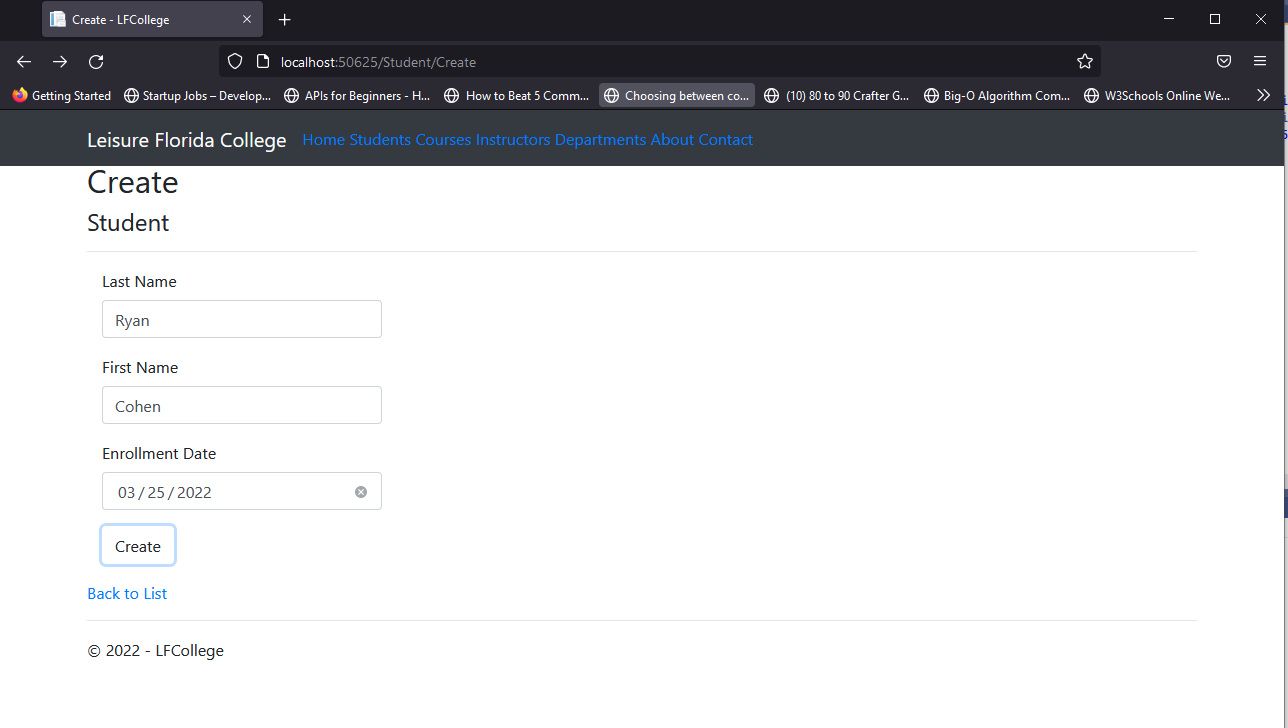 Create - LFCollege
localhost:50625/Student/Create
Getting Started Startup Jobs – Develop... APIs for Beginners - H... How to Beat 5 Comm... Choosing between co... (10) 80 to 90 Crafter G... Big-O Algorithm Com... W3Schools Online We...
Leisure Florida College Home Students Courses Instructors Departments About Contact
Create
Student
Last Name
Ryan
First Name
Cohen
Enrollment Date
03 / 25 / 2022
Create
Back to List
© 2022 - LFCollege